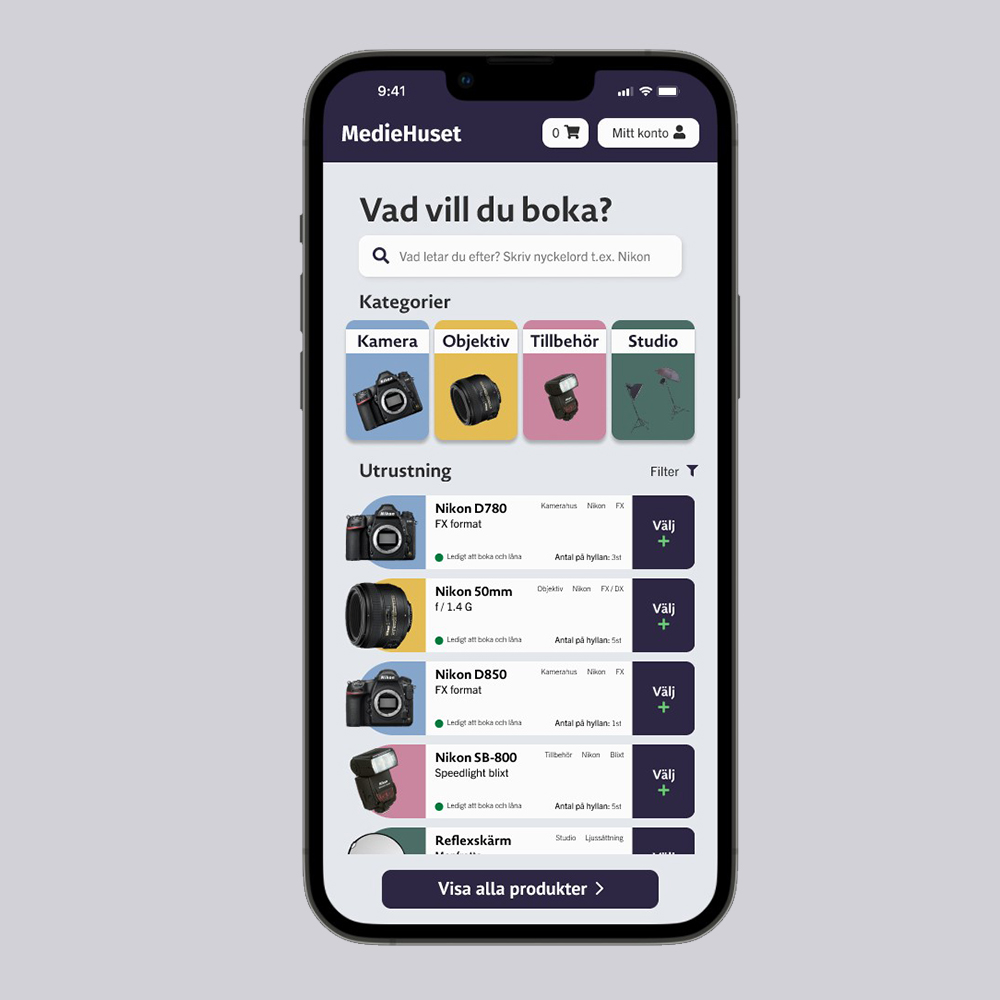 9:41
MedieHuset
0
Mitt konto
Vad vill du boka?
Vad letar du efter? Skriv nyckelord t.ex. Nikon
Kategorier
Kamera Objektiv Tillbehör Studio
Utrustning
Filter
Nikon D780 Kamerahus Nikon FX
FX format
Välj
Ledigt att boka och låna Antal på hyllan: 3st
Nikon 50mm Objektiv Nikon FX/DX
f / 1.4 G
Välj
Ledigt att boka och låna Antal på hyllan: 5st
Nikon D850 Kamerahus Nikon FX
FX format
Välj
Ledigt att boka och låna Antal på hyllan: 1st
Nikon SB-800 Tillbehör Nikon Blixt
Speedlight blixt
Välj
Ledigt att boka och låna Antal på hyllan: 5st
Reflexskärm Studio Ljussättning
Visa alla produkter